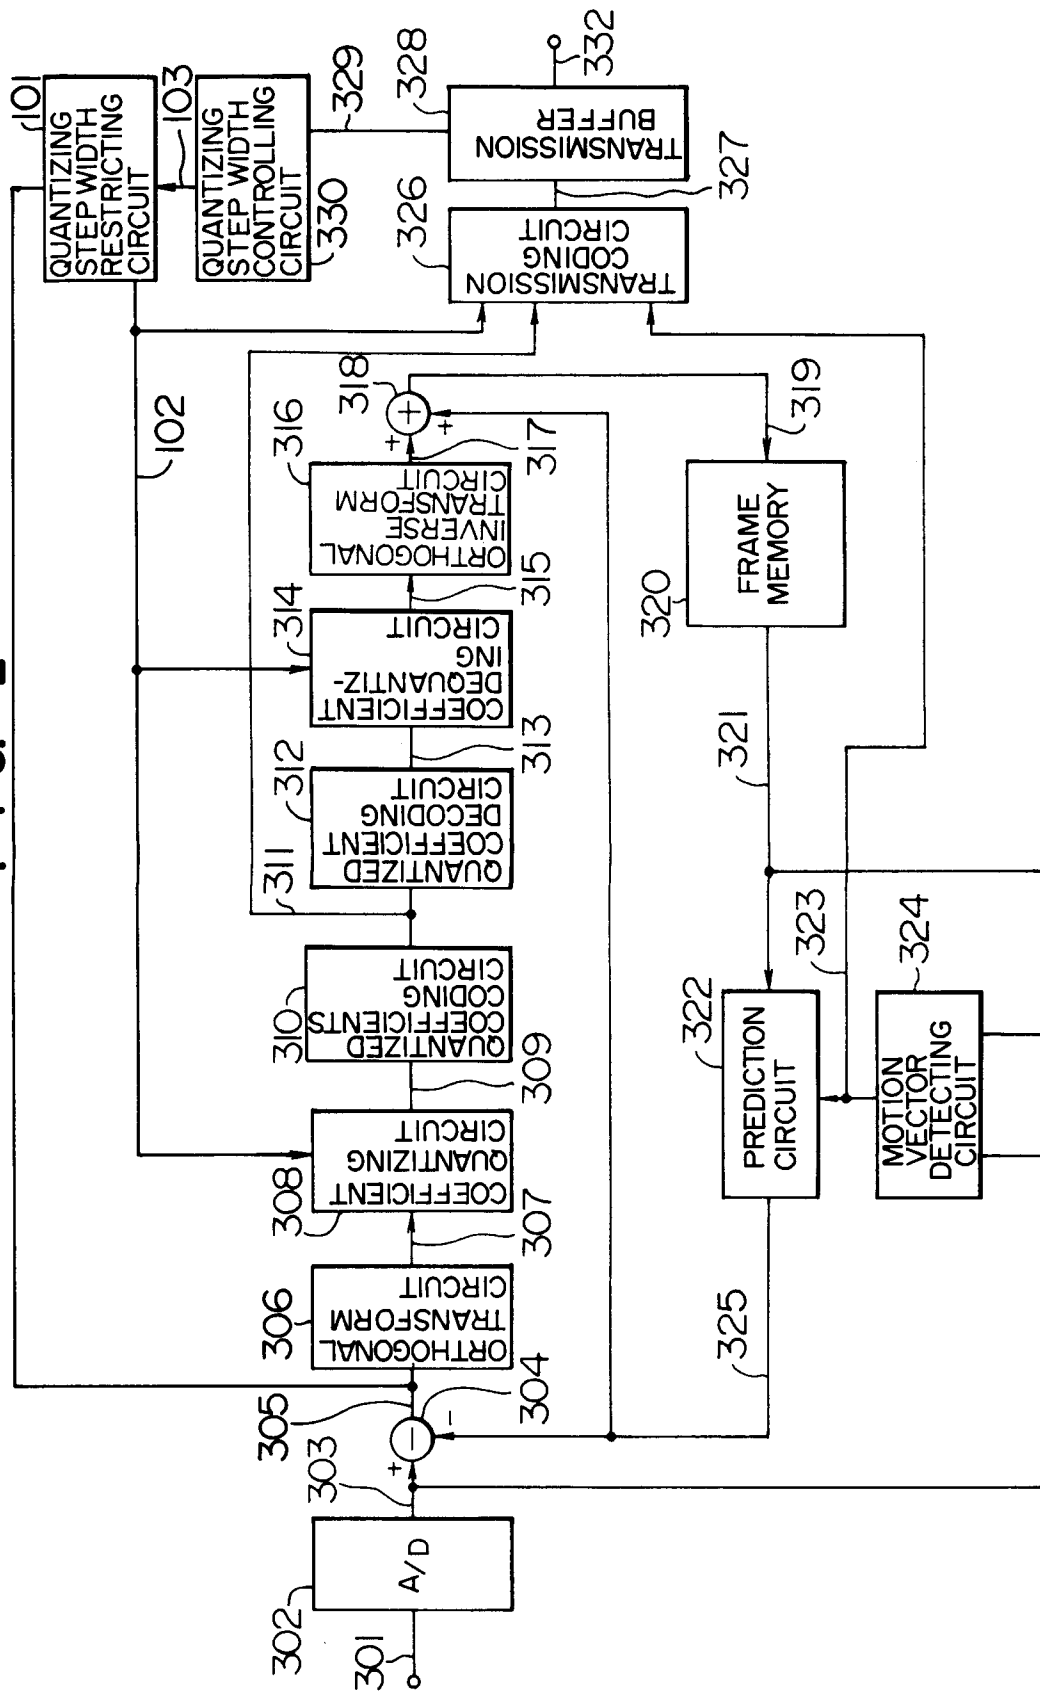 101
QUANTIZING
STEP WIDTH
RESTRICTING
CIRCUIT
103
QUANTIZING
STEP WIDTH
CONTROLLING
CIRCUIT
330
329
102
326
TRANSMISSION
CODING
CIRCUIT
327
328
TRANSMISSION
BUFFER
332
301
302
A/D
303
+
−
−
304
305
306
ORTHOGONAL
TRANSFORM
CIRCUIT
307
308
COEFFICIENT
QUANTIZING
CIRCUIT
309
310
QUANTIZED
COEFFICIENTS
CODING
CIRCUIT
311
312
QUANTIZED
COEFFICIENT
DECODING
CIRCUIT
313
314
COEFFICIENT
DEQUANTIZ-
ING
CIRCUIT
315
316
ORTHOGONAL
INVERSE
TRANSFORM
CIRCUIT
317
318
+
+
+
319
320
FRAME
MEMORY
321
322
PREDICTION
CIRCUIT
323
324
MOTION
VECTOR
DETECTING
CIRCUIT
325